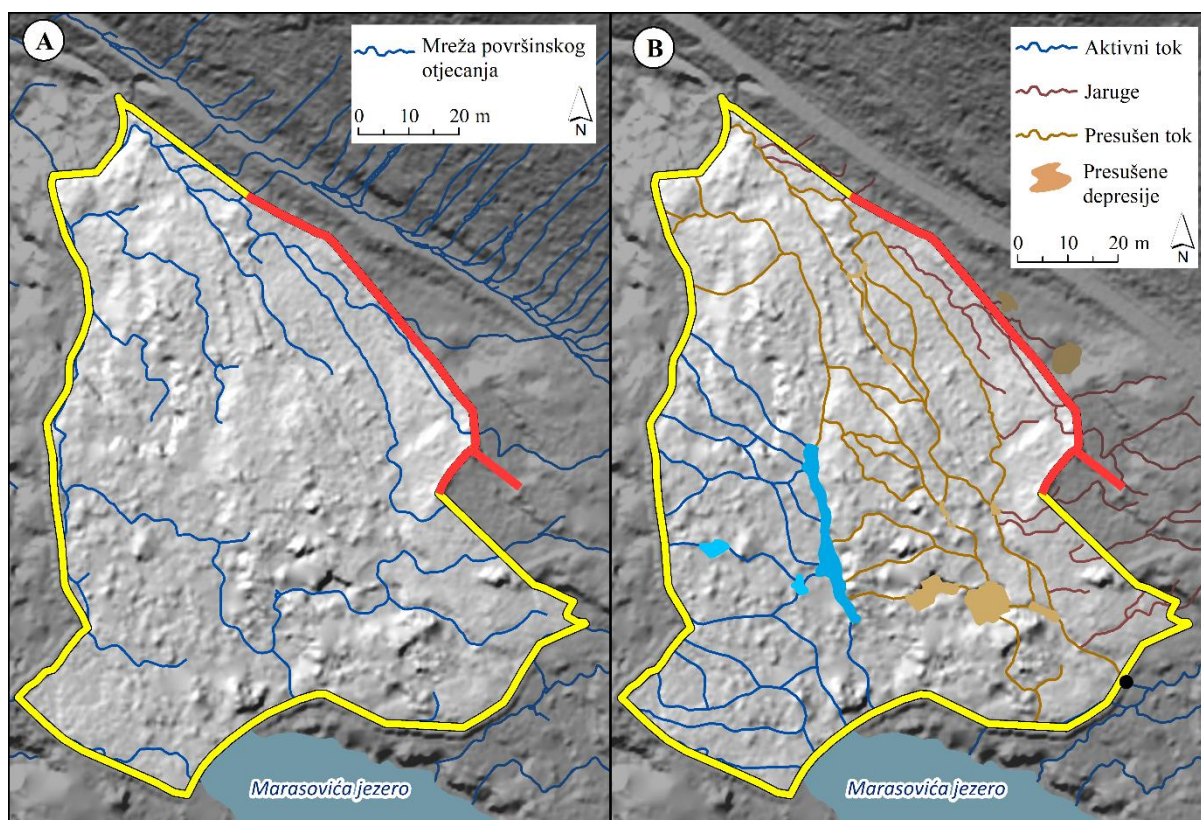 A
Mreža površinskog
otjecanja
0 10 20 m
N
Marasovića jezero
B
Aktivni tok
Jaruge
Presušen tok
Presušene
depresije
0 10 20 m
N
Marasovića jezero